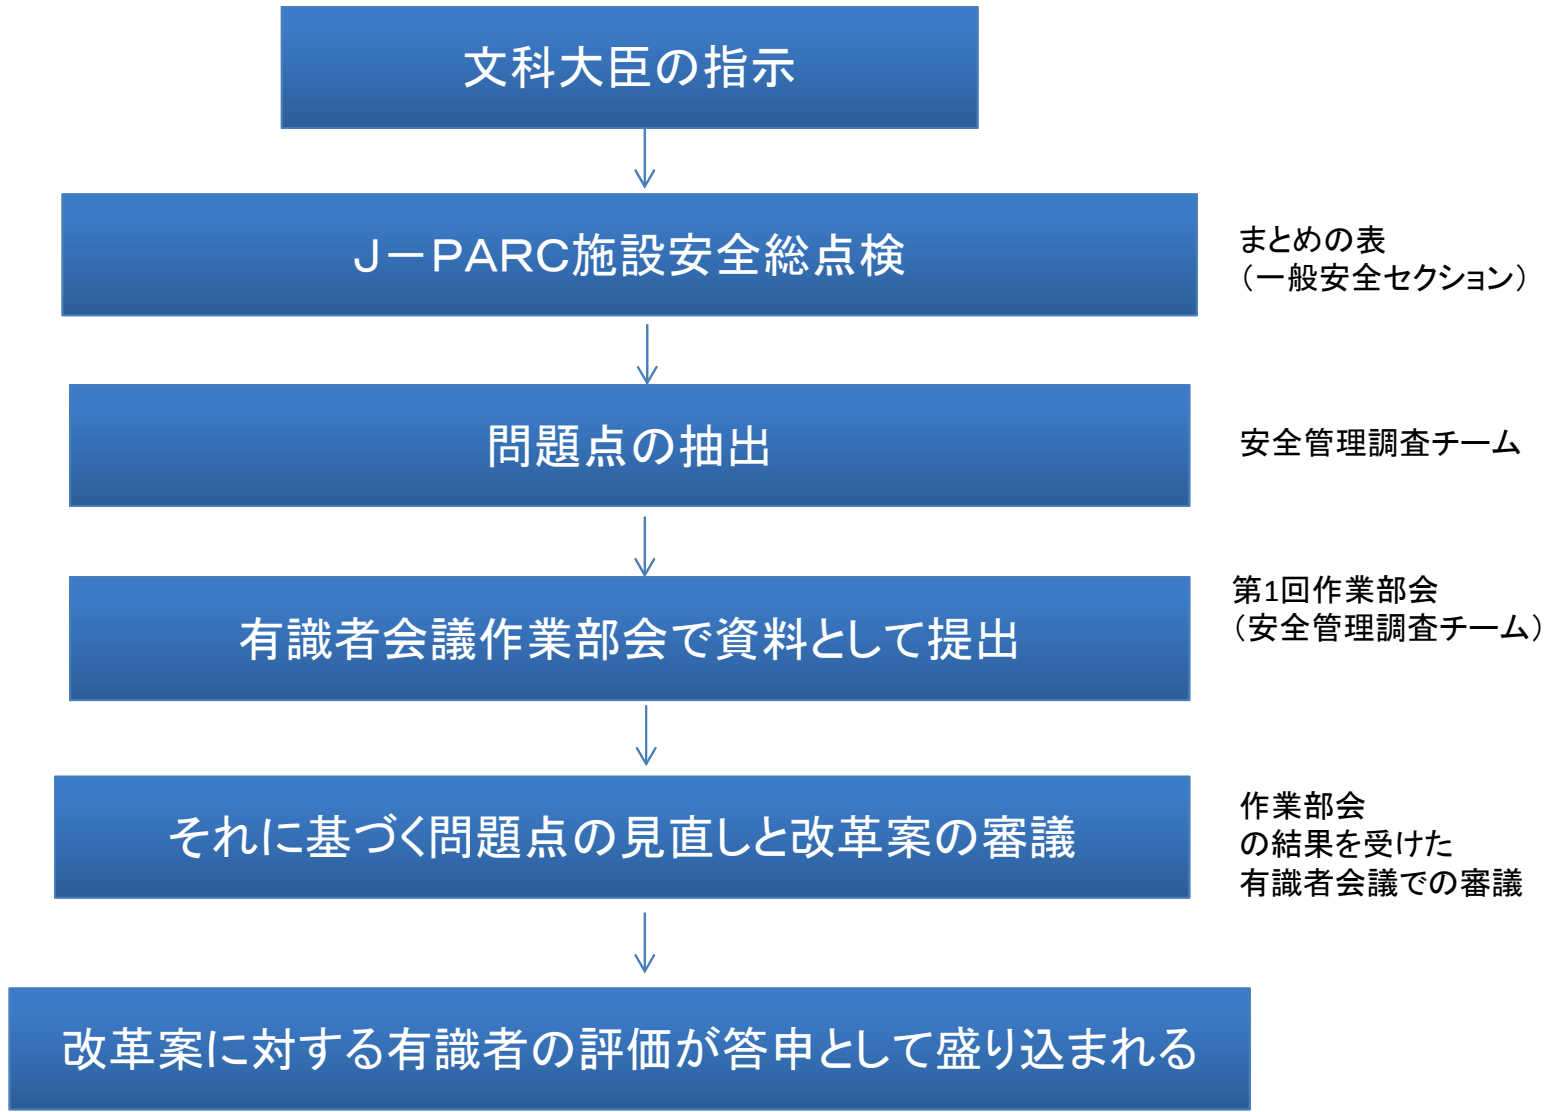 文科大臣の指示
J－PARC施設安全総点検
まとめの表
（一般安全セクション）
問題点の抽出
安全管理調査チーム
有識者会議作業部会で資料として提出
第1回作業部会
（安全管理調査チーム）
それに基づく問題点の見直しと改革案の審議
作業部会
の結果を受けた
有識者会議での審議
改革案に対する有識者の評価が答申として盛り込まれる